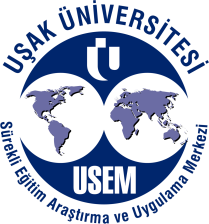 UŞAK ÜNİVERSİTESİ
USEM
Sürekli Eğitim Araştırma ve Uygulama Merkezi